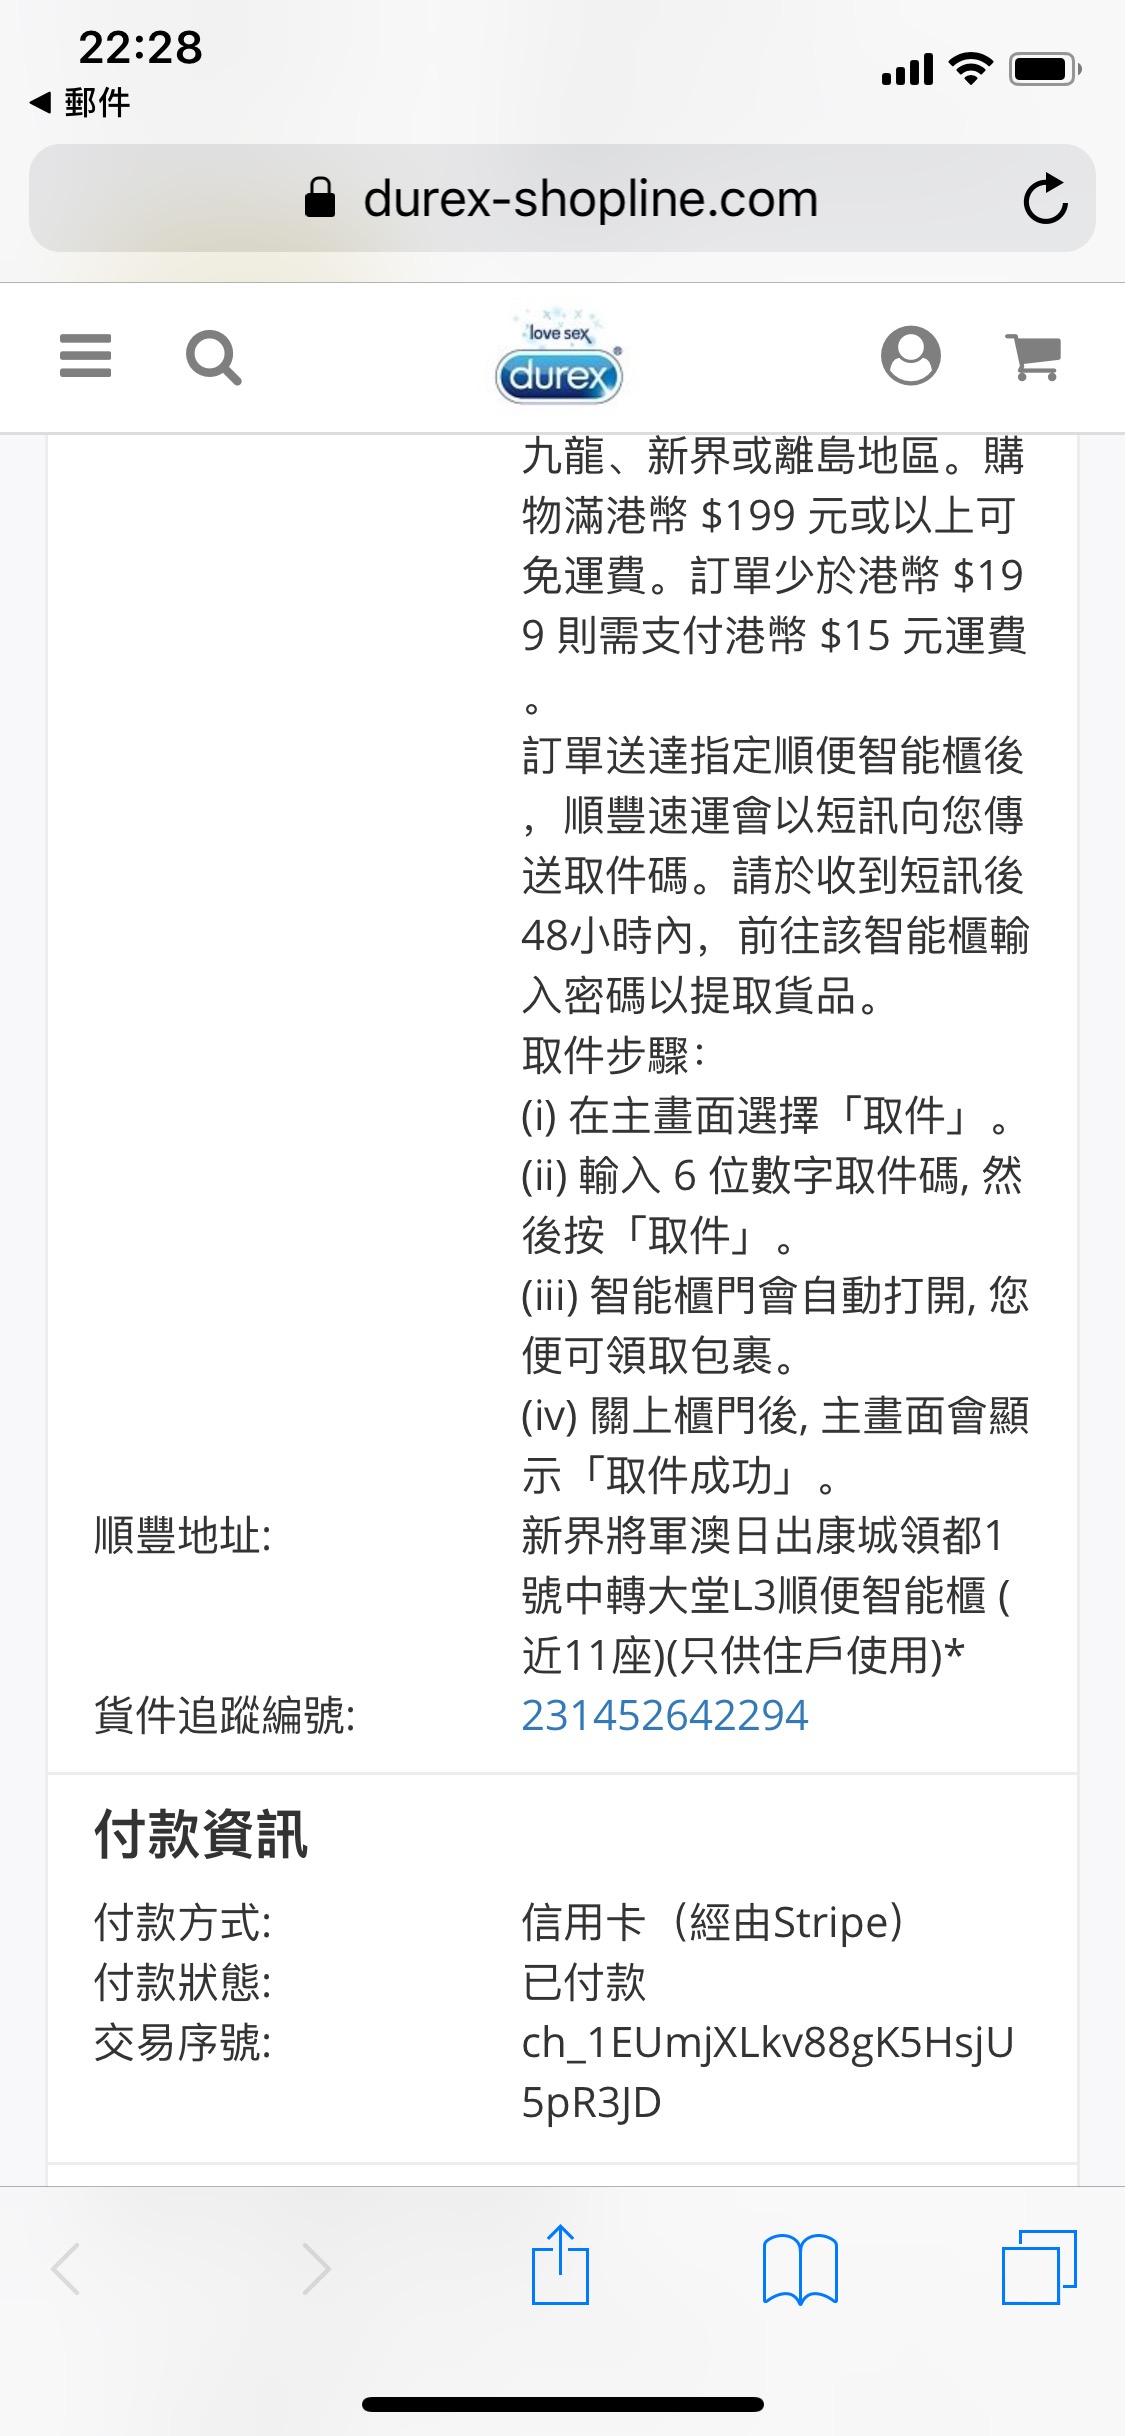 22:28
◀ 郵件
durex-shopline.com
love sex
durex®
九龍、新界或離島地區。購
物滿港幣 $199 元或以上可
免運費。訂單少於港幣 $19
9 則需支付港幣 $15 元運費
。
訂單送達指定順便智能櫃後
，順豐速運會以短訊向您傳
送取件碼。請於收到短訊後
48小時內，前往該智能櫃輸
入密碼以提取貨品。
取件步驟：
(i) 在主畫面選擇「取件」。
(ii) 輸入 6 位數字取件碼, 然
後按「取件」。
(iii) 智能櫃門會自動打開, 您
便可領取包裹。
(iv) 關上櫃門後, 主畫面會顯
示「取件成功」。
順豐地址: 新界將軍澳日出康城領都1
號中轉大堂L3順便智能櫃 (
近11座)(只供住戶使用)*
貨件追蹤編號: 231452642294
付款資訊
付款方式: 信用卡（經由Stripe）
付款狀態: 已付款
交易序號: ch_1EUmjXLkv88gK5HsjU
5pR3JD